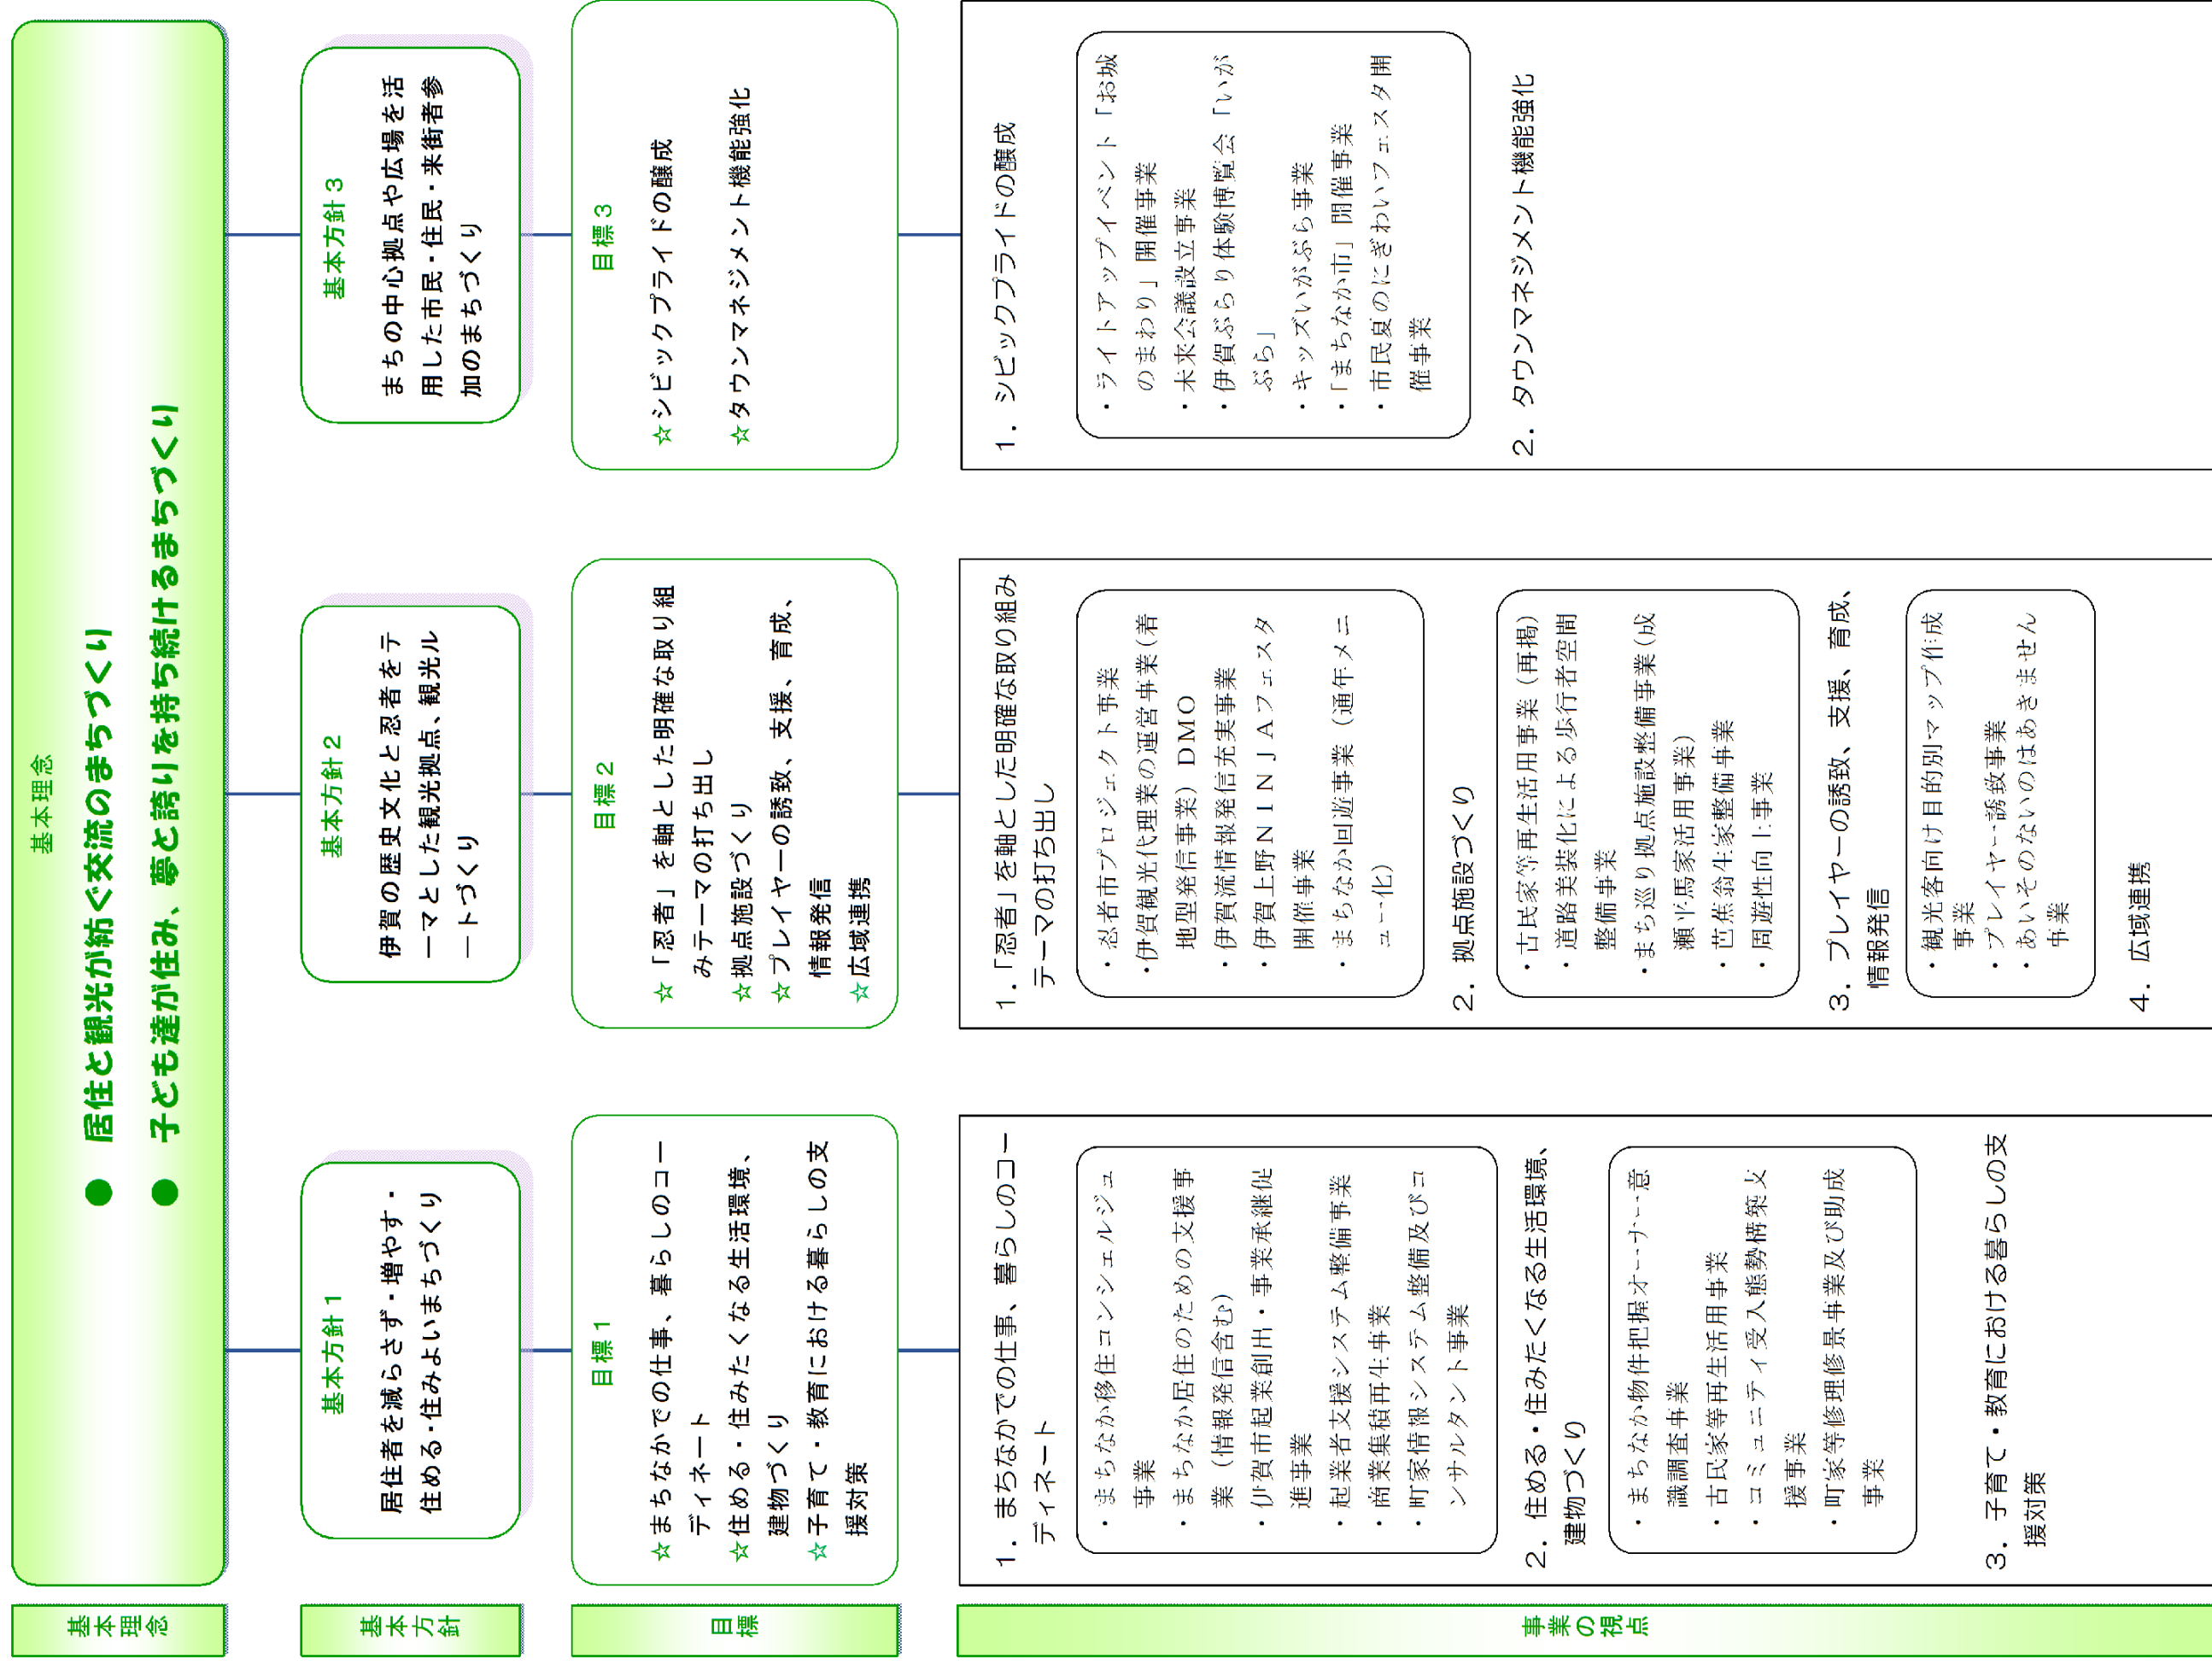 基本理念
基本理念
● 居住と観光が紡ぐ交流のまちづくり
● 子ども達が住み、夢と誇りを持ち続けるまちづくり
基本方針
基本方針１
居住者を減らさず・増やす・
住める・住みよいまちづくり
基本方針２
伊賀の歴史文化と忍者をテ
ーマとした観光拠点、観光ル
ートづくり
基本方針３
まちの中心拠点や広場を活
用した市民・住民・来街者参
加のまちづくり
目標
目標１
☆まちなかでの仕事、暮らしのコー
ディネート
☆住める・住みたくなる生活環境、
建物づくり
☆子育て・教育における暮らしの支
援対策
目標２
☆「忍者」を軸とした明確な取り組
みテーマの打ち出し
☆拠点施設づくり
☆プレイヤーの誘致、支援、育成、
情報発信
☆広域連携
目標３
☆シビックプライドの醸成
☆タウンマネジメント機能強化
事業の視点
１．まちなかでの仕事、暮らしのコー
ディネート
・まちなか移住コンシェルジュ
事業
・まちなか居住のための支援事
業（情報発信含む）
・伊賀市起業創出・事業承継促
進事業
・起業者支援システム整備事業
・商業集積再生事業
・町家情報システム整備及びコ
ンサルタント事業
２．住める・住みたくなる生活環境、
建物づくり
・まちなか物件把握オーナー意
識調査事業
・古民家等再生活用事業
・コミュニティ受入態勢構築支
援事業
・町家等修理修景事業及び助成
事業
３．子育て・教育における暮らしの支
援対策
１．「忍者」を軸とした明確な取り組み
テーマの打ち出し
・忍者市プロジェクト事業
・伊賀観光代理業の運営事業（着
地型発信事業）ＤＭＯ
・伊賀流情報発信充実事業
・伊賀上野ＮＩＮＪＡフェスタ
開催事業
・まちなか回遊事業（通年メニ
ュー化）
２．拠点施設づくり
・古民家等再生活用事業（再掲）
・道路美装化による歩行者空間
整備事業
・まち巡り拠点施設整備事業（成
瀬平馬家活用事業）
・芭蕉翁生家整備事業
・周遊性向上事業
３．プレイヤーの誘致、支援、育成、
情報発信
・観光客向け目的別マップ作成
事業
・プレイヤー誘致事業
・あいそのないのはあきません
事業
４．広域連携
１．シビックプライドの醸成
・ライトアップイベント「お城
のまわり」開催事業
・未来会議設立事業
・伊賀ぶらり体験博覧会「いが
ぶら」
・キッズいがぶら事業
・「まちなか市」開催事業
・市民夏のにぎわいフェスタ開
催事業
２．タウンマネジメント機能強化